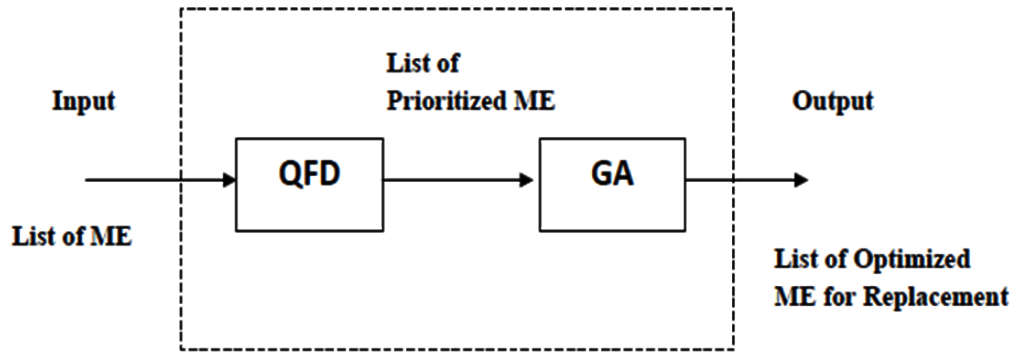 Input
List of ME
QFD
List of
Prioritized ME
GA
Output
List of Optimized
ME for Replacement